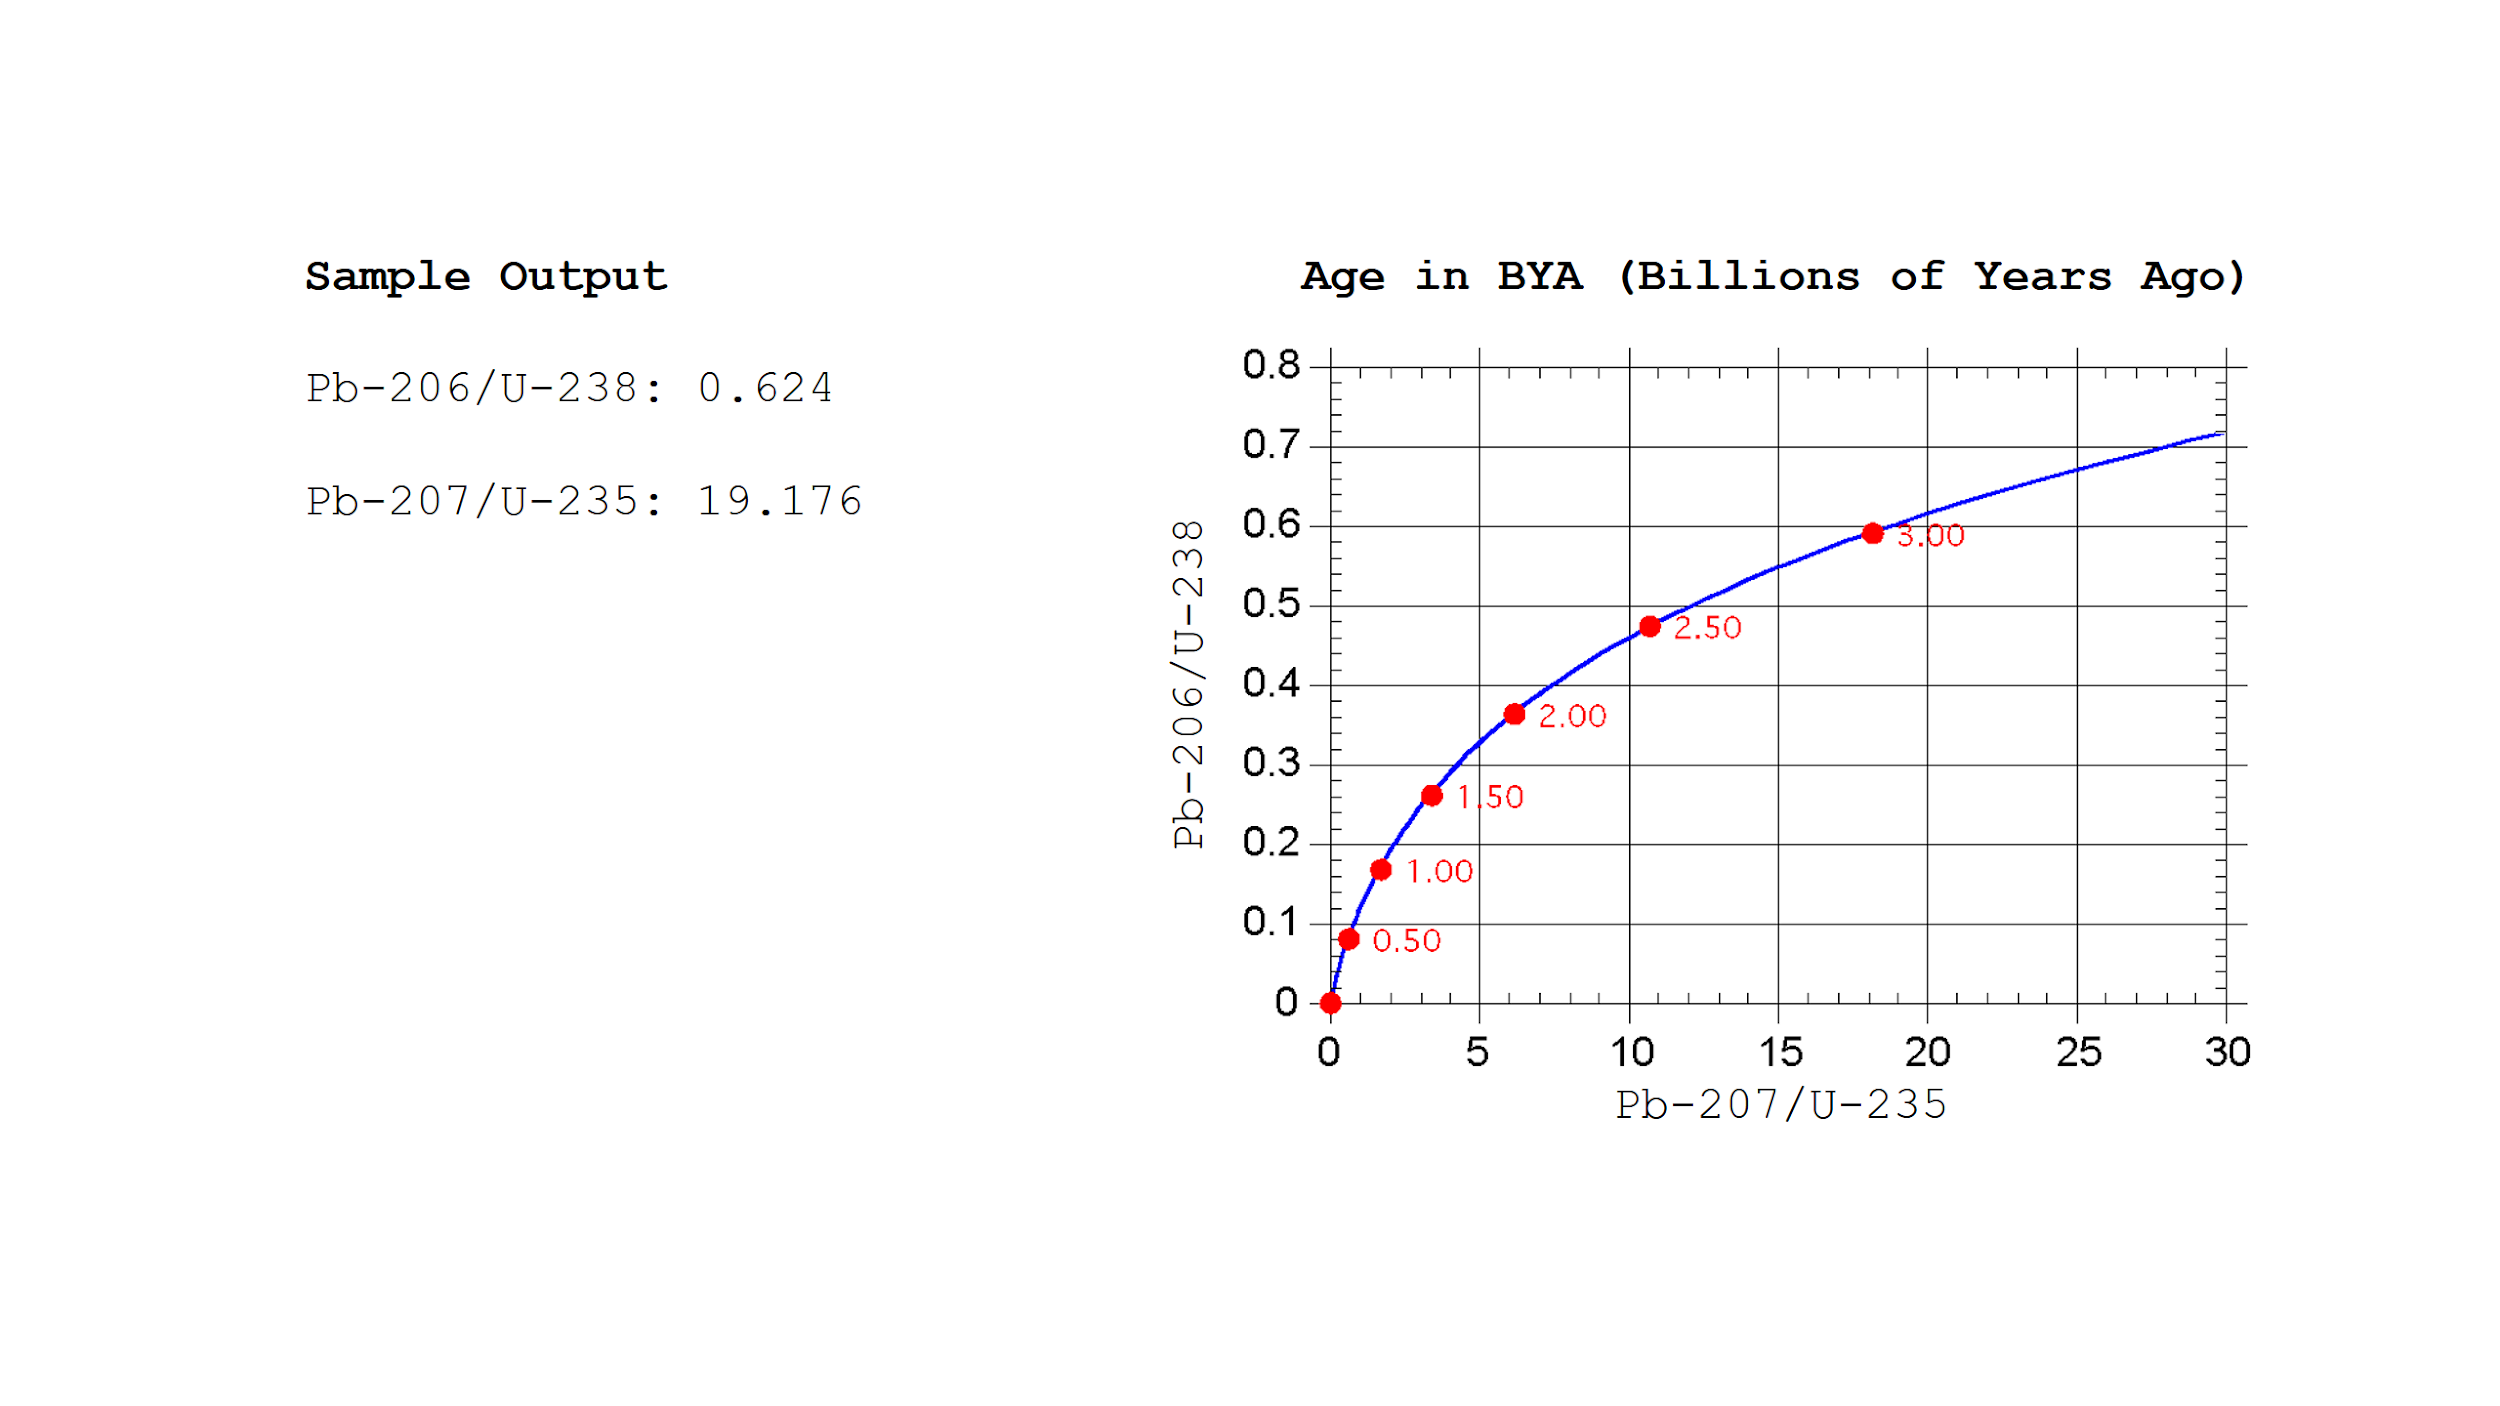 Sample Output
Pb-206/U-238: 0.624
Pb-207/U-235: 19.176
Age in BYA (Billions of Years Ago)
Pb-206/U-238
0.8
0.7
0.6
0.5
0.4
0.3
0.2
0.1
0
3.00
2.50
2.00
1.50
1.00
0.50
0 5 10 15 20 25 30
Pb-207/U-235